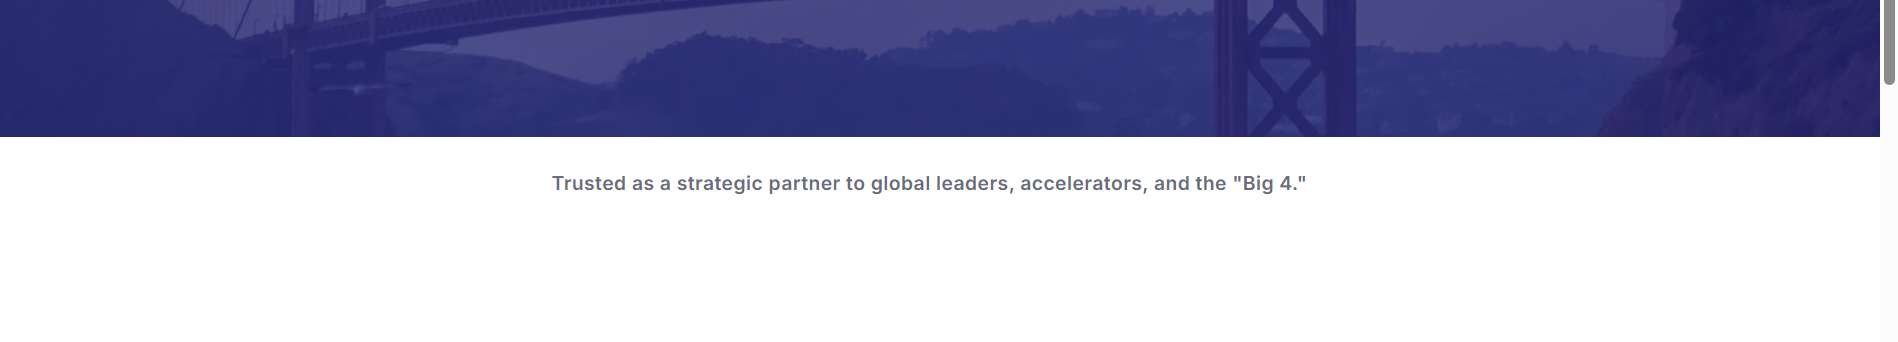 Trusted as a strategic partner to global leaders, accelerators, and the "Big 4."